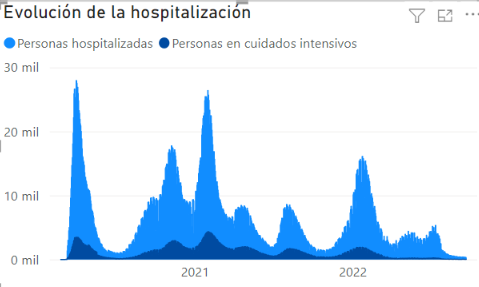 Evolución de la hospitalización
Personas hospitalizadas Personas en cuidados intensivos
30 mil
20 mil
10 mil
0 mil
2021 2022